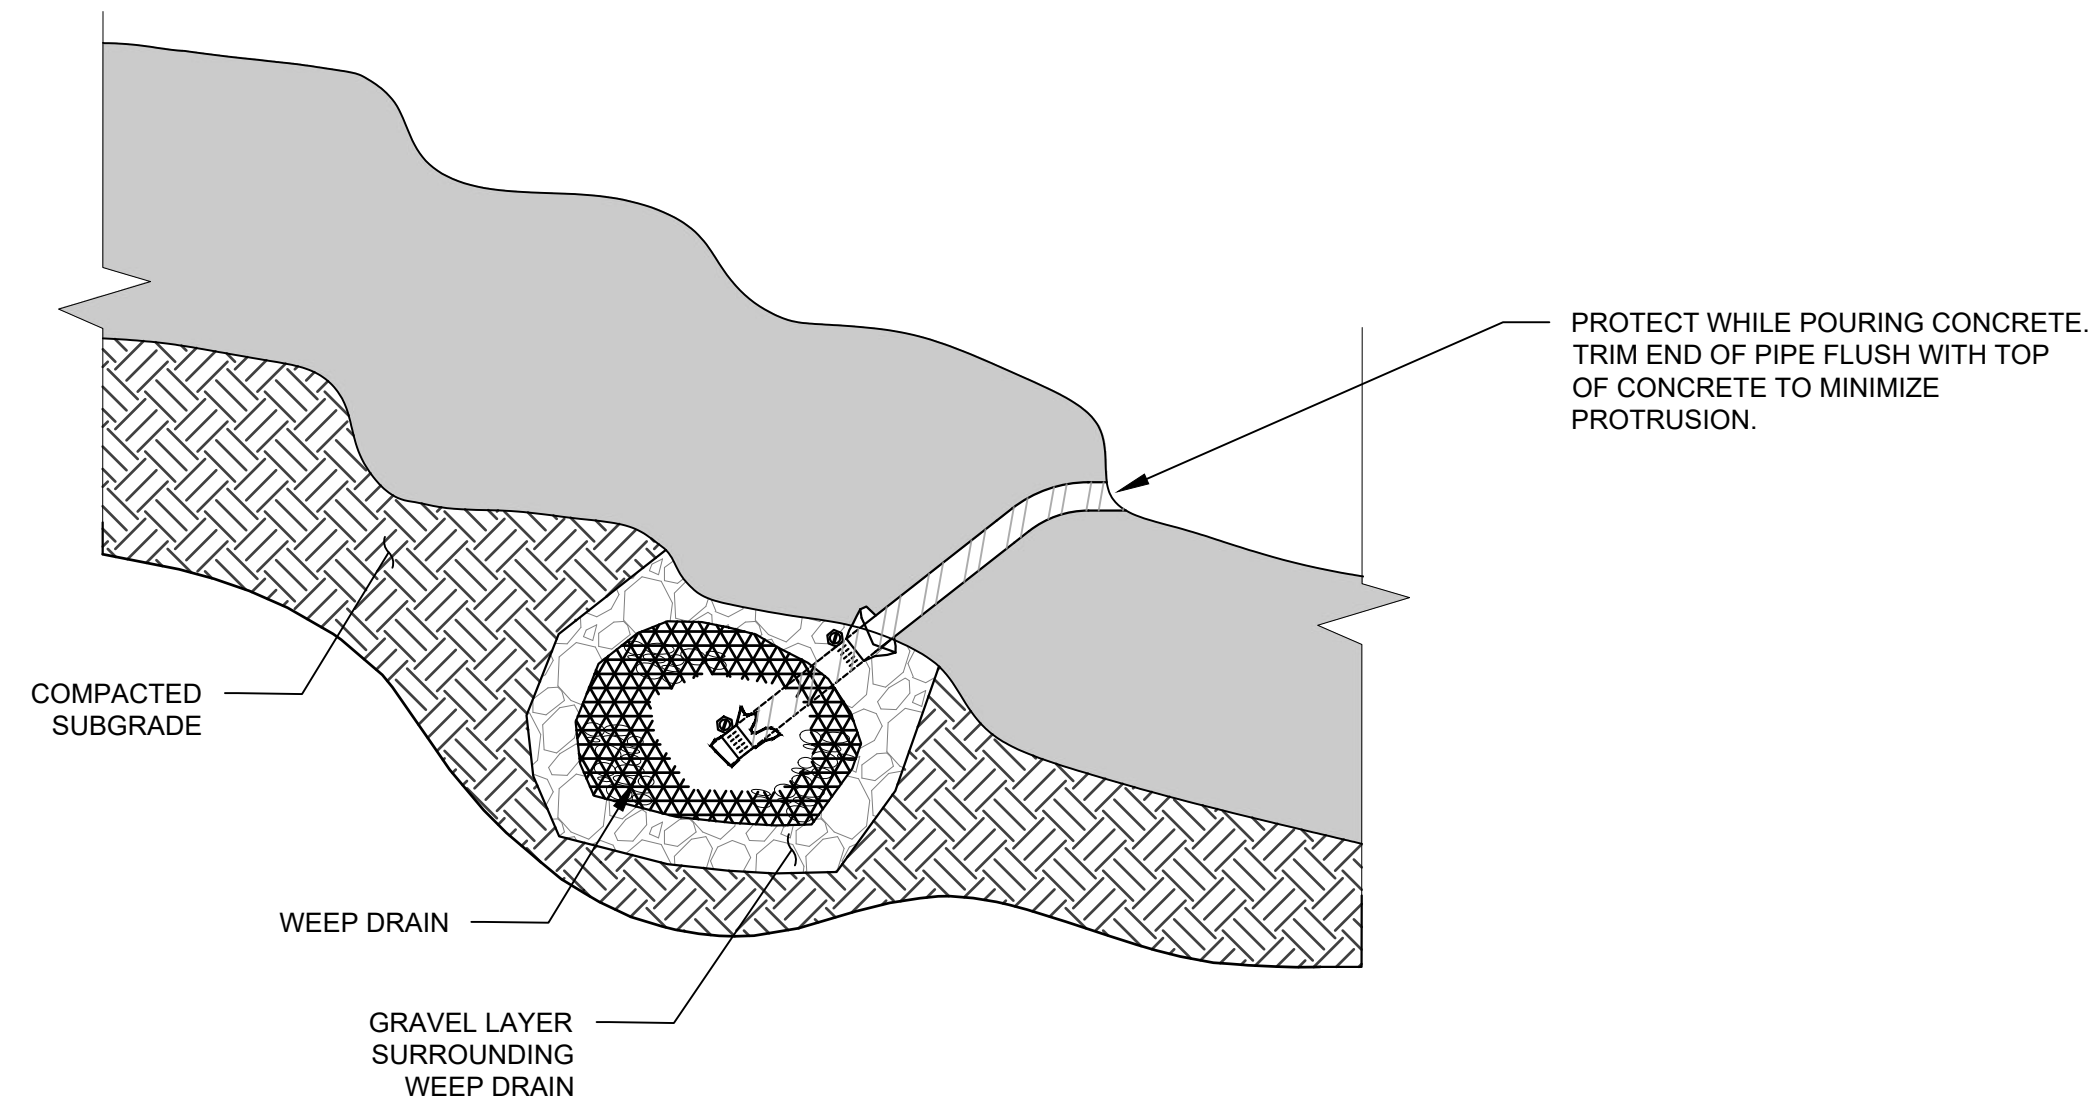 PROTECT WHILE POURING CONCRETE.
TRIM END OF PIPE FLUSH WITH TOP
OF CONCRETE TO MINIMIZE
PROTRUSION.
COMPACTED
SUBGRADE
WEEP DRAIN
GRAVEL LAYER
SURROUNDING
WEEP DRAIN